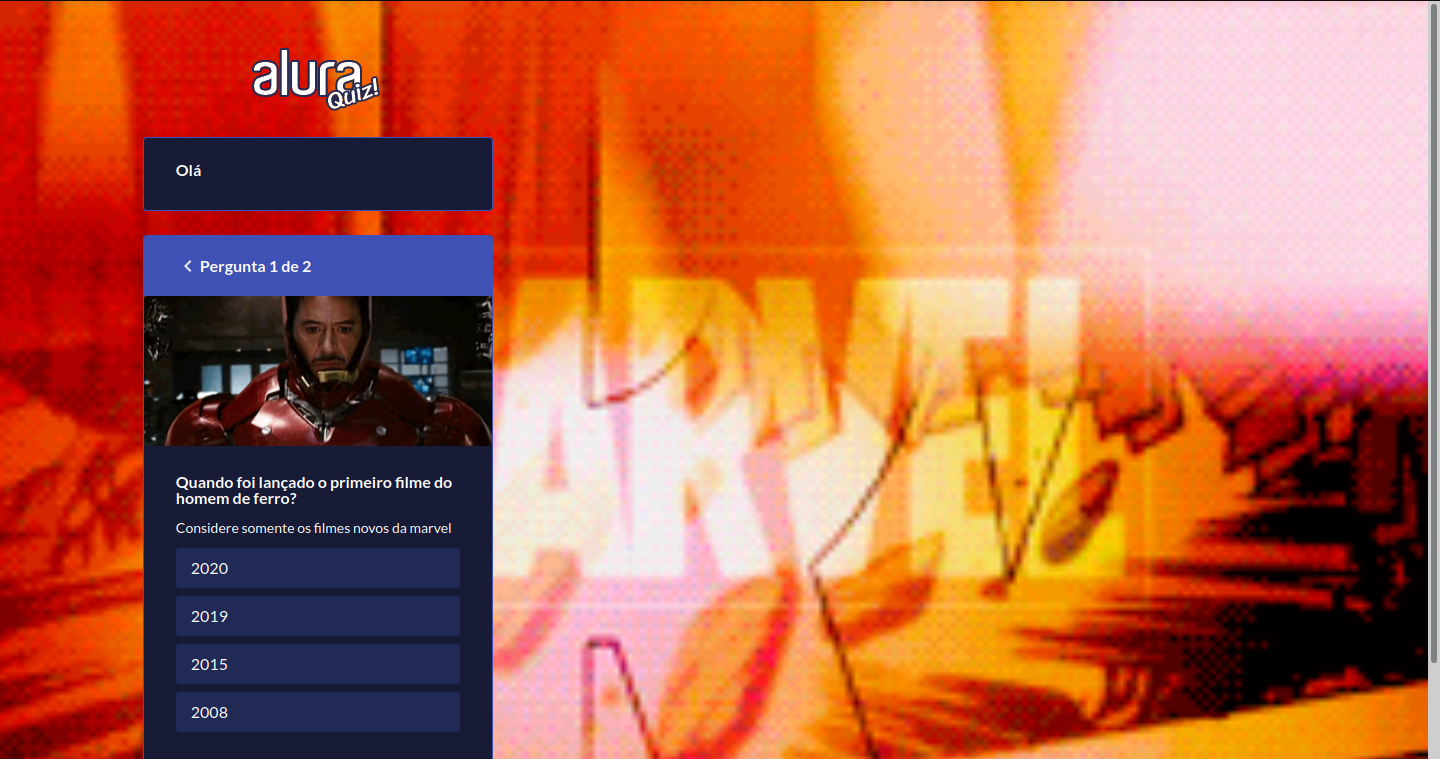 alura
Quiz!
Olá
Pergunta 1 de 2
Quando foi lançado o primeiro filme do
homem de ferro?
Considere somente os filmes novos da marvel
2020
2019
2015
2008